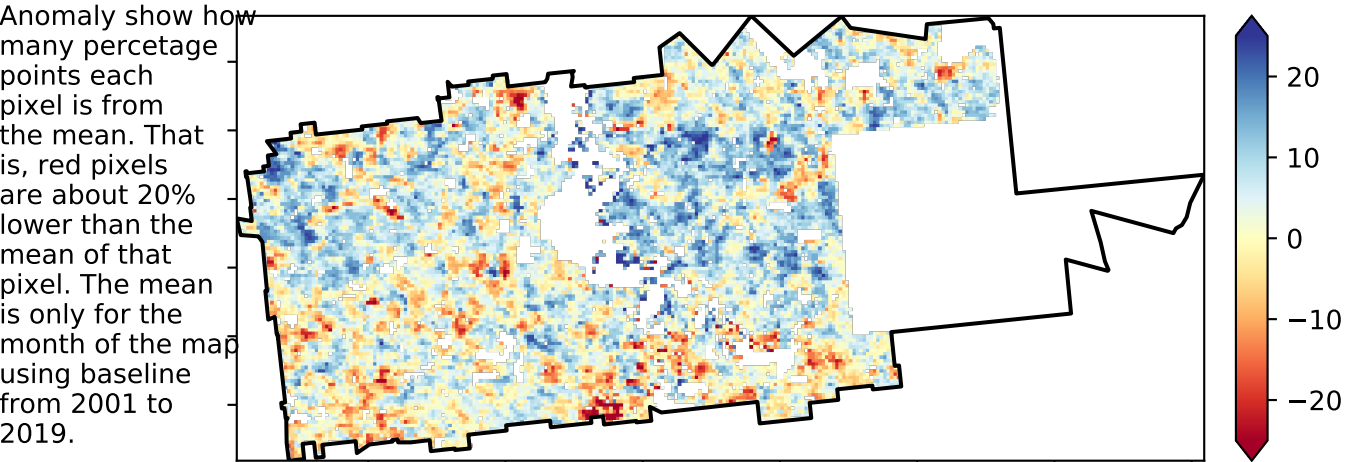 Anomaly show how
many percetage
points each
pixel is from
the mean. That
is, red pixels
are about 20%
lower than the
mean of that
pixel. The mean
is only for the
month of the map
using baseline
from 2001 to
2019.
20
10
0
−10
−20